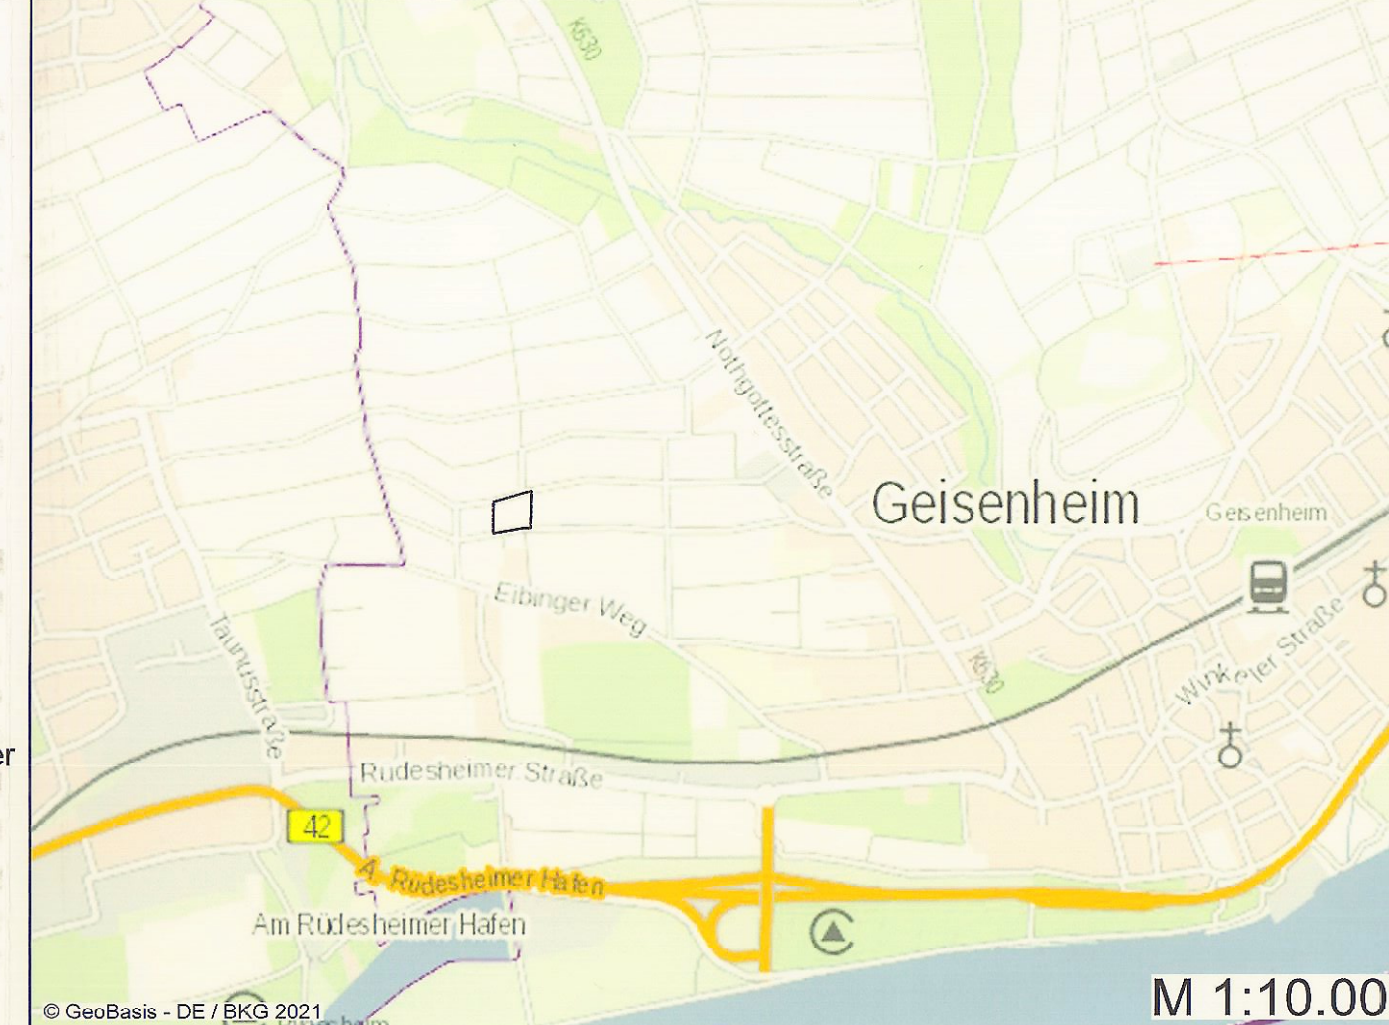 K630
Nothgottesstraße
Geisenheim
Geisenheim
Eibinger Weg
Taunusstraße
K630
Winkeler Straße
er
Rüdesheimer Straße
42
A. Rüdesheimer Hafen
Am Rüdesheimer Hafen
© GeoBasis - DE / BKG 2021
M 1:10.00